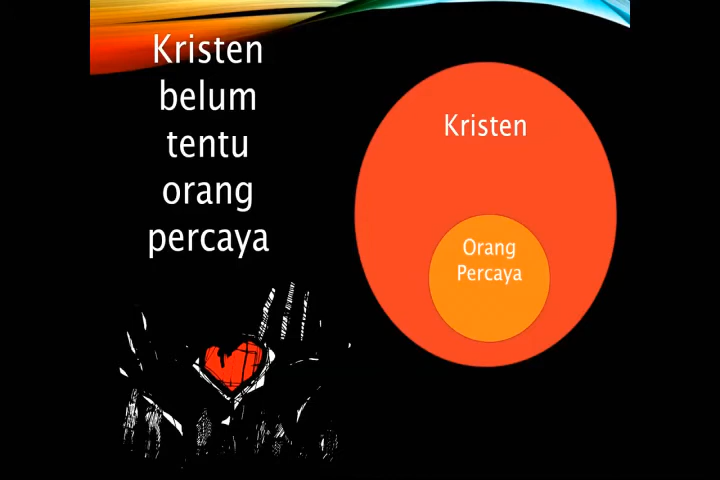 Kristen
belum
tentu
orang
percaya
Kristen
Orang
Percaya